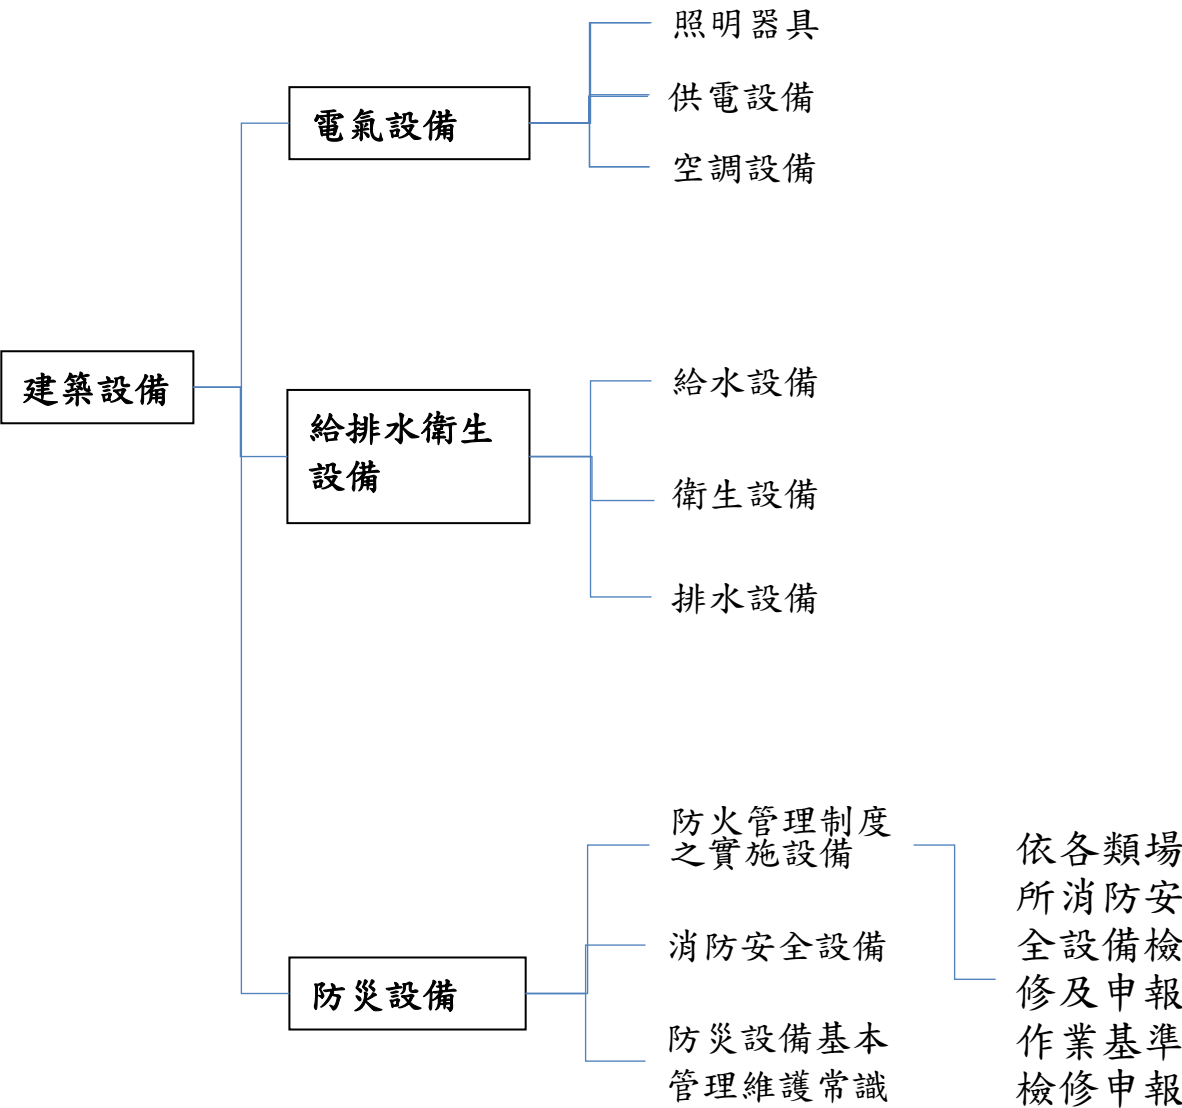 建築設備
電氣設備
照明器具
供電設備
空調設備
給排水衛生
設備
給水設備
衛生設備
排水設備
防災設備
防火管理制度
之實施設備
消防安全設備
防災設備基本
管理維護常識
依各類場
所消防安
全設備檢
修及申報
作業基準
檢修申報